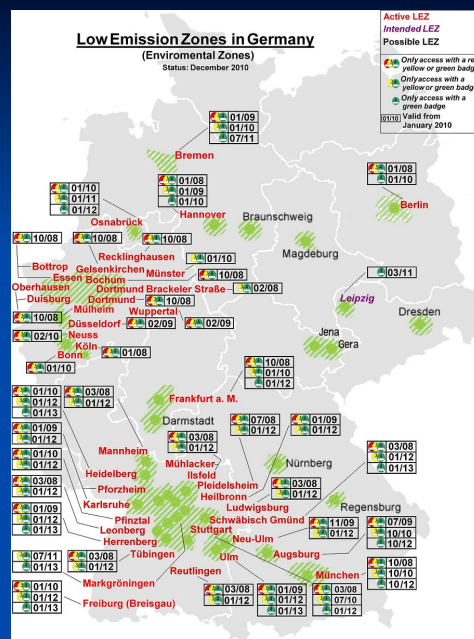 Low Emission Zones in Germany
(Enviromental Zones)
Status: December 2010
Active LEZ
Intended LEZ
Possible LEZ
Only access with a re
yellow or green badg
Only access with a
yellow or green badg
Only access with a
green badge
01/10 Valid from
January 2010
01/09
01/10
07/11
Bremen
01/10
01/11
01/12
Osnabrück
01/08
01/09
01/10
Hannover
Braunschweig
Magdeburg
01/08
01/10
Berlin
10/08
10/08
10/08
Recklinghausen
01/10
Bottrop
Gelsenkirchen
Münster
Essen
Bochum
10/08
Oberhausen
Dortmund Brackeler Straße
02/08
Duisburg
Dortmund
10/08
10/08
Mülheim
Wuppertal
Düsseldorf
02/09
02/09
02/10
Neuss
Köln
01/08
Bonn
01/10
03/11
Leipzig
Dresden
Jena
Gera
10/08
01/10
01/12
Frankfurt a. M.
Darmstadt
01/10
01/12
01/13
03/08
01/12
Mannheim
03/08
01/12
07/08
01/12
01/09
01/12
01/09
01/12
Heidelberg
Mühlacker
Ilsfeld
Pleidelsheim
Heilbronn
Nürnberg
03/08
01/12
01/13
01/10
01/12
Pforzheim
Karlsruhe
Ludwigsburg
03/08
01/12
03/08
01/12
Pfinztal
Leonberg
Schwäbisch Gmünd
Regensburg
01/09
01/12
01/13
Herrenberg
Stuttgart
Neu-Ulm
11/09
01/12
07/09
10/10
10/12
07/11
01/13
03/08
01/12
Tübingen
Ulm
Augsburg
Markgröningen
Reutlingen
München
10/08
10/10
10/12
01/10
01/12
01/13
Freiburg (Breisgau)
03/08
01/12
01/13
01/09
01/12
01/13
03/08
07/10
01/12